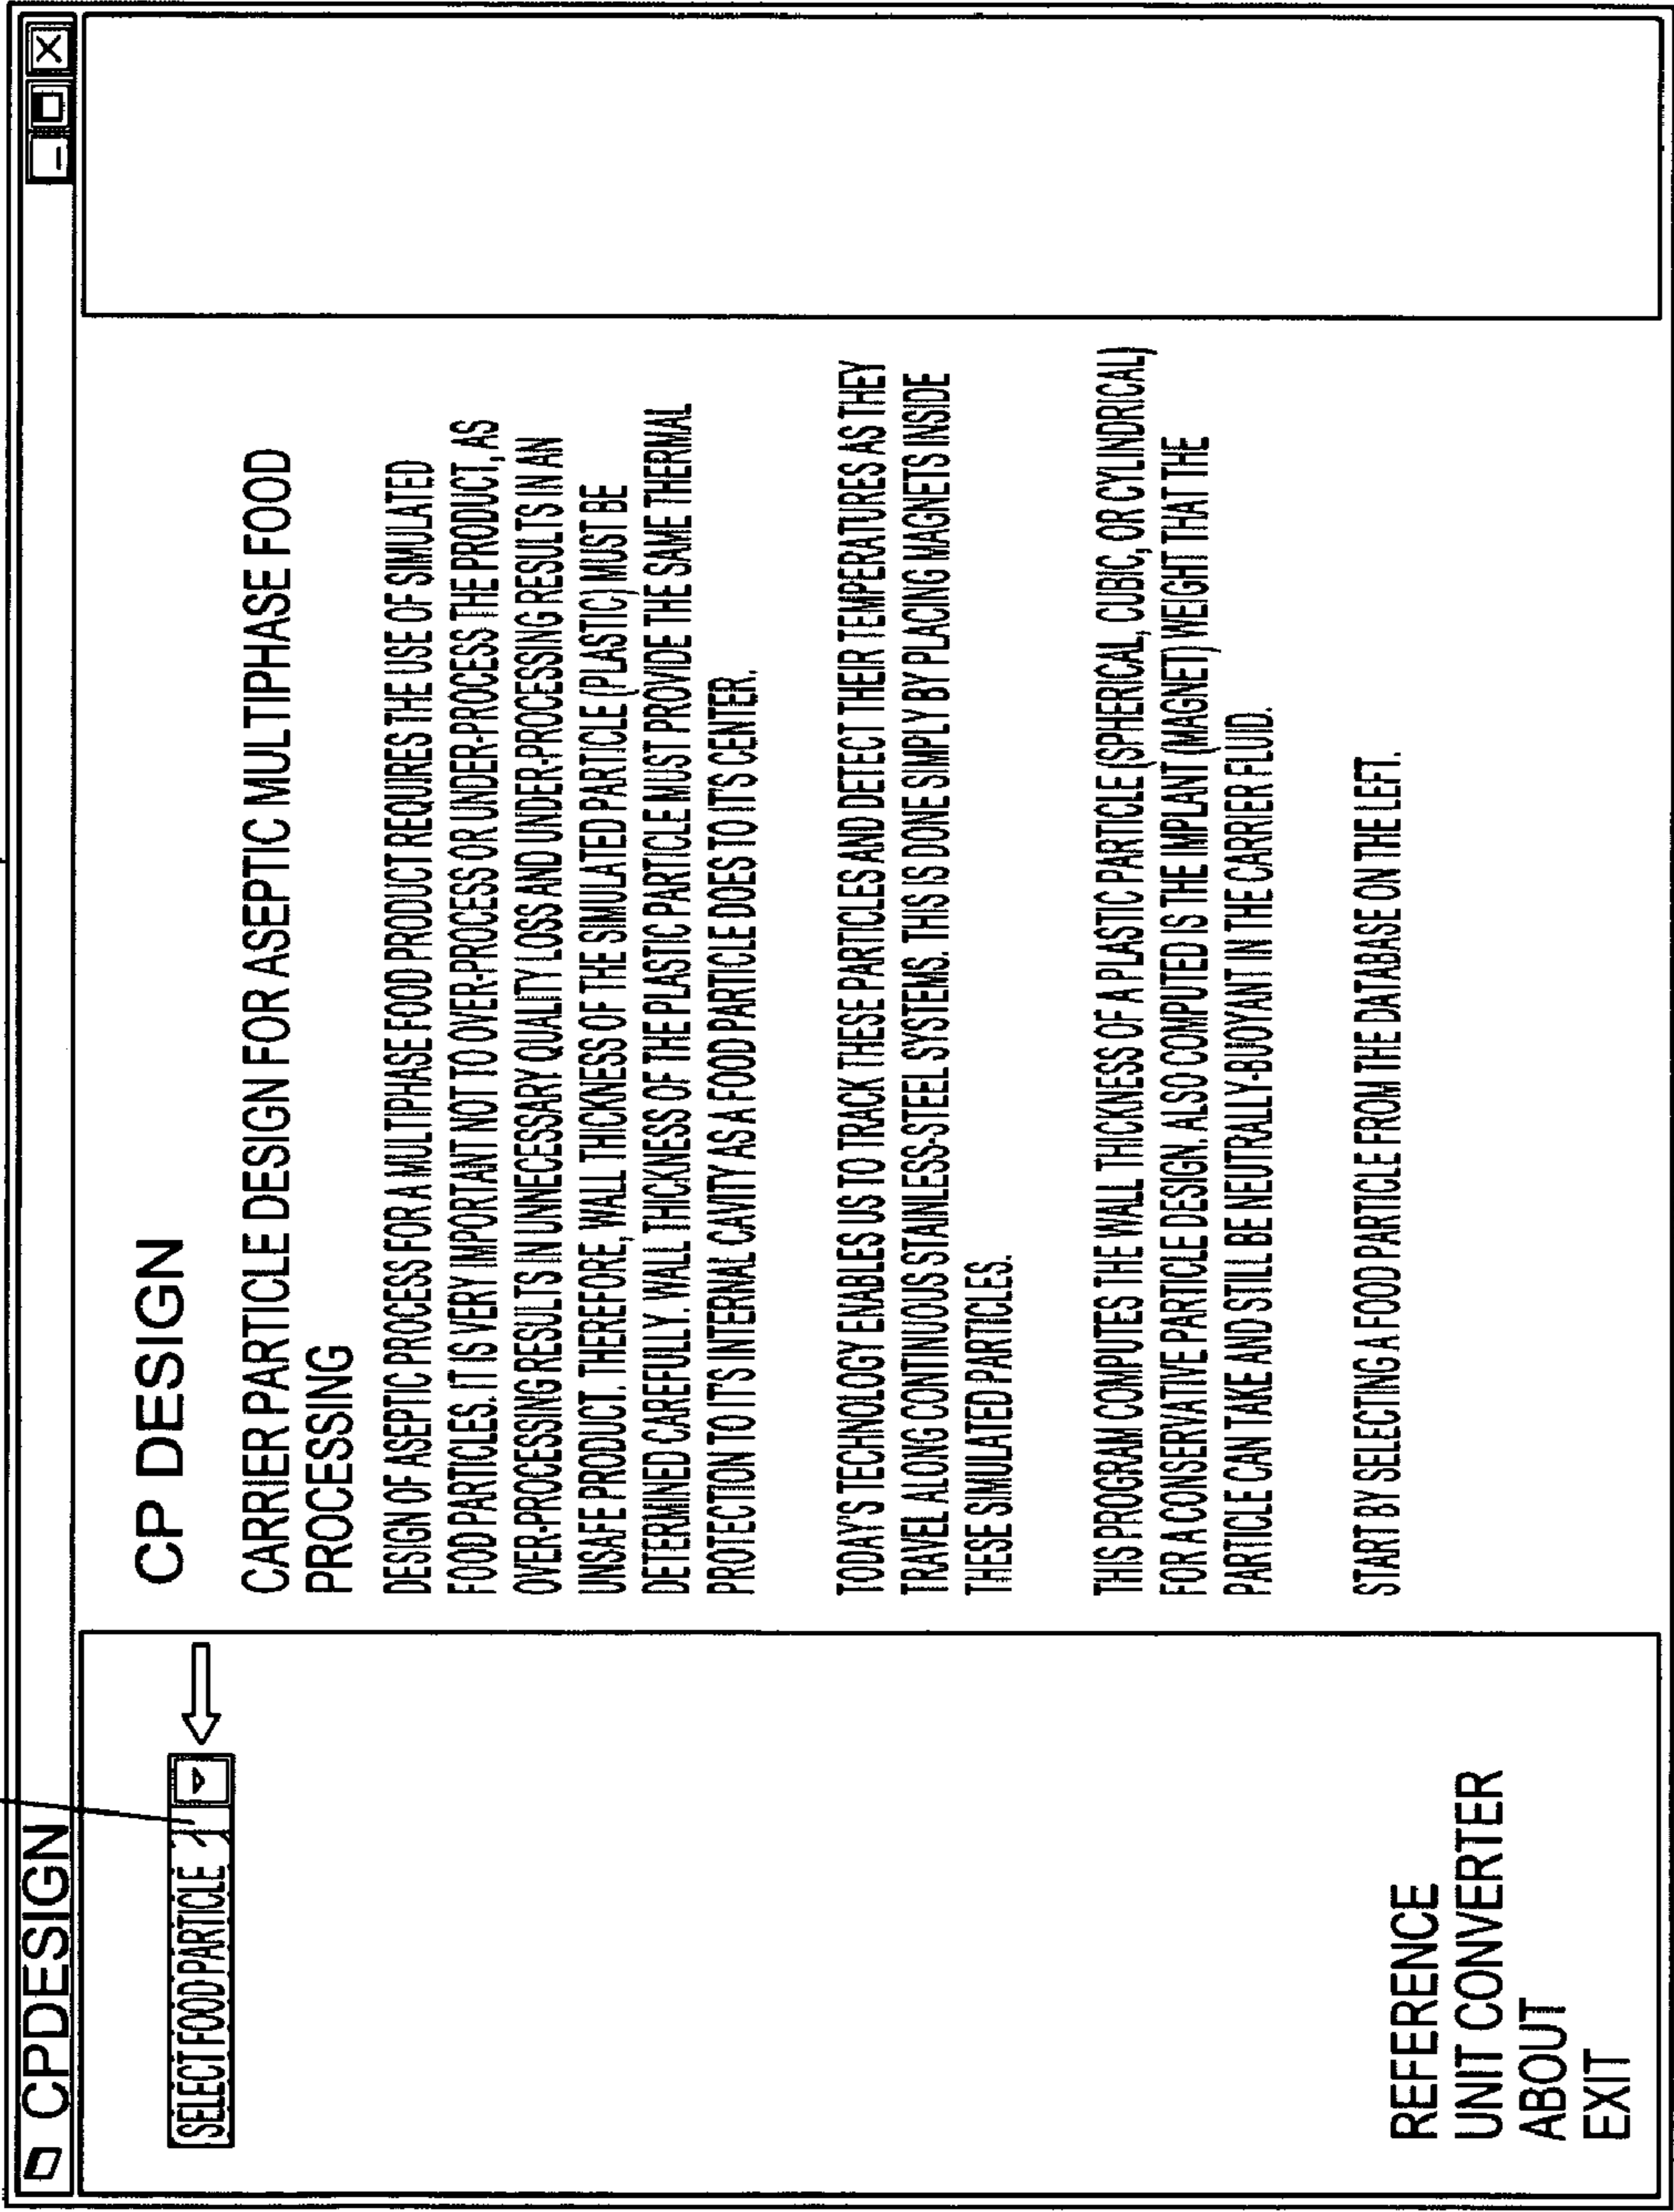 CPDESIGN
SELECT FOOD PARTICLE
CP DESIGN
CARRIER PARTICLE DESIGN FOR ASEPTIC MULTIPHASE FOOD
PROCESSING
DESIGN OF ASEPTIC PROCESS FOR A MULTIPHASE FOOD PRODUCT REQUIRES THE USE OF SIMULATED
FOOD PARTICLES. IT IS VERY IMPORTANT NOT TO OVER-PROCESS OR UNDER-PROCESS THE PRODUCT, AS
OVER-PROCESSING RESULTS IN UNNECESSARY QUALITY LOSS AND UNDER-PROCESSING RESULTS IN AN
UNSAFE PRODUCT. THEREFORE, WALL THICKNESS OF THE SIMULATED PARTICLE (PLASTIC) MUST BE
DETERMINED CAREFULLY. WALL THICKNESS OF THE PLASTIC PARTICLE MUST PROVIDE THE SAME THERMAL
PROTECTION TO IT'S INTERNAL CAVITY AS A FOOD PARTICLE DOES TO IT'S CENTER.
TODAY'S TECHNOLOGY ENABLES US TO TRACK THESE PARTICLES AND DETECT THEIR TEMPERATURES AS THEY
TRAVEL ALONG CONTINUOUS STAINLESS-STEEL SYSTEMS. THIS IS DONE SIMPLY BY PLACING MAGNETS INSIDE
THESE SIMULATED PARTICLES.
THIS PROGRAM COMPUTES THE WALL THICKNESS OF A PLASTIC PARTICLE (SPHERICAL, CUBIC, OR CYLINDRICAL)
FOR A CONSERVATIVE PARTICLE DESIGN. ALSO COMPUTED IS THE IMPLANT (MAGNET) WEIGHT THAT THE
PARTICLE CAN TAKE AND STILL BE NEUTRALLY-BUOYANT IN THE CARRIER FLUID.
START BY SELECTING A FOOD PARTICLE FROM THE DATABASE ON THE LEFT.
REFERENCE
UNIT CONVERTER
ABOUT
EXIT